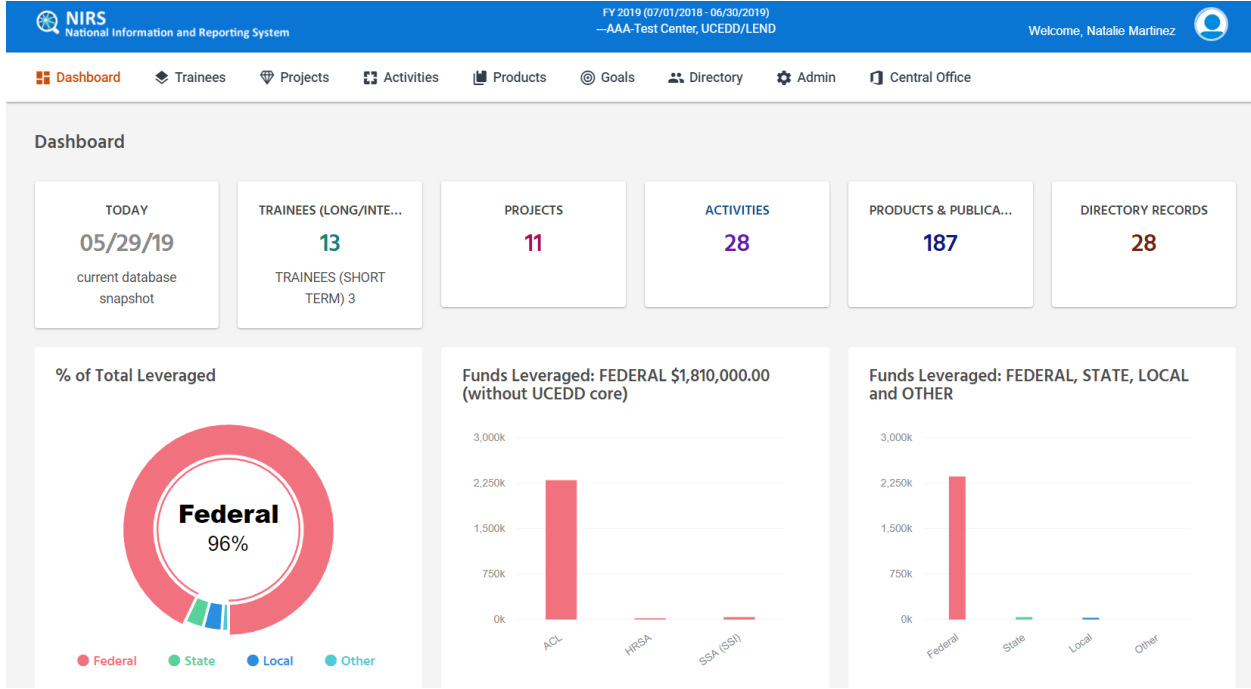 NIRS
National Information and Reporting System
FY 2019 (07/01/2018 - 06/30/2019)
---AAA-Test Center, UCEDD/LEND
Welcome, Natalie Martinez
Dashboard
Trainees
Projects
Activities
Products
Goals
Directory
Admin
Central Office
Dashboard
TODAY
05/29/19
current database
snapshot
TRAINEES (LONG/INTE...
13
TRAINEES (SHORT
TERM) 3
PROJECTS
11
ACTIVITIES
28
PRODUCTS & PUBLICA...
187
DIRECTORY RECORDS
28
% of Total Leveraged
Federal
96%
Federal
State
Local
Other
Funds Leveraged: FEDERAL $1,810,000.00
(without UCEDD core)
3,000k
2,250k
1,500k
750k
0k
ACL
HRSA
SSA (SSI)
Funds Leveraged: FEDERAL, STATE, LOCAL
and OTHER
3,000k
2,250k
1,500k
750k
0k
Federal
State
Local
Other